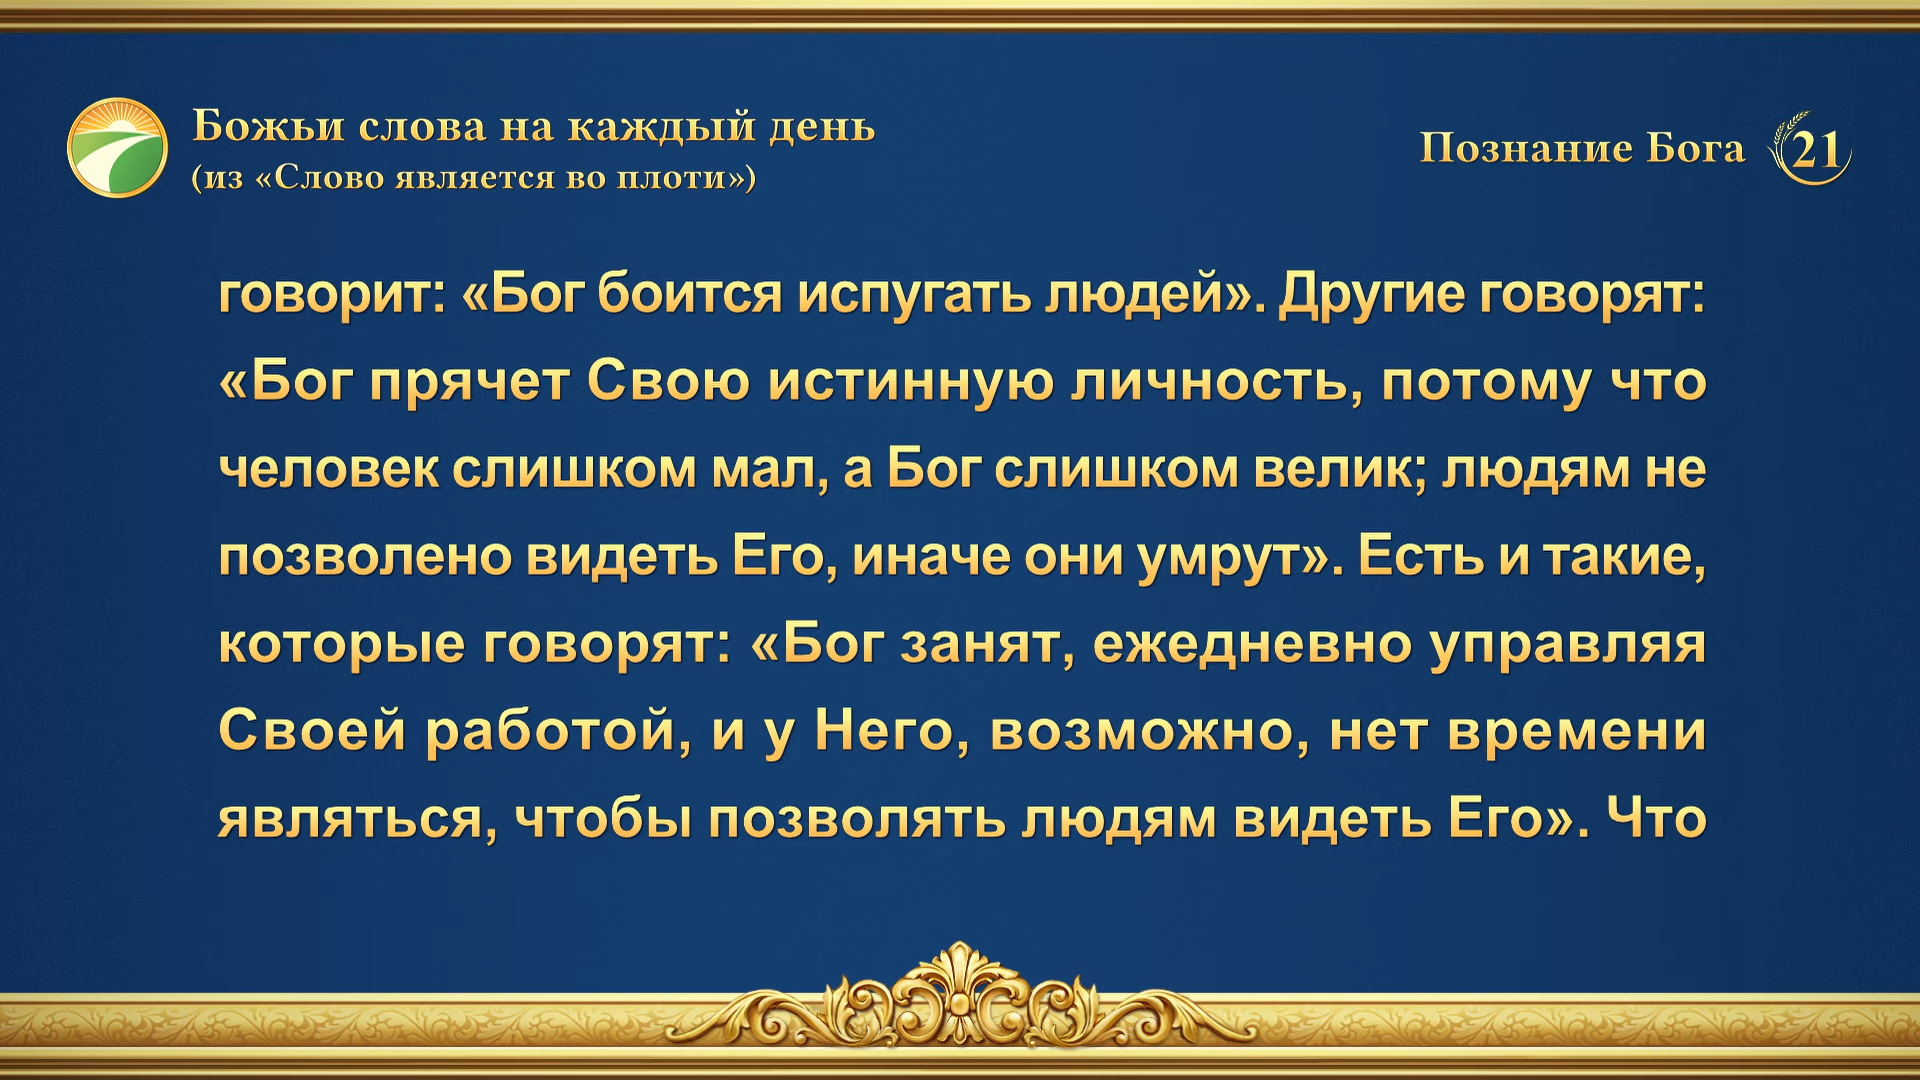 Божьи слова на каждый день
(из «Слово является во плоти»)
Познание Бога 21
говорит: «Бог боится испугать людей». Другие говорят:
«Бог прячет Свою истинную личность, потому что
человек слишком мал, а Бог слишком велик; людям не
позволено видеть Его, иначе они умрут». Есть и такие,
которые говорят: «Бог занят, ежедневно управляя
Своей работой, и у Него, возможно, нет времени
являться, чтобы позволять людям видеть Его». Что